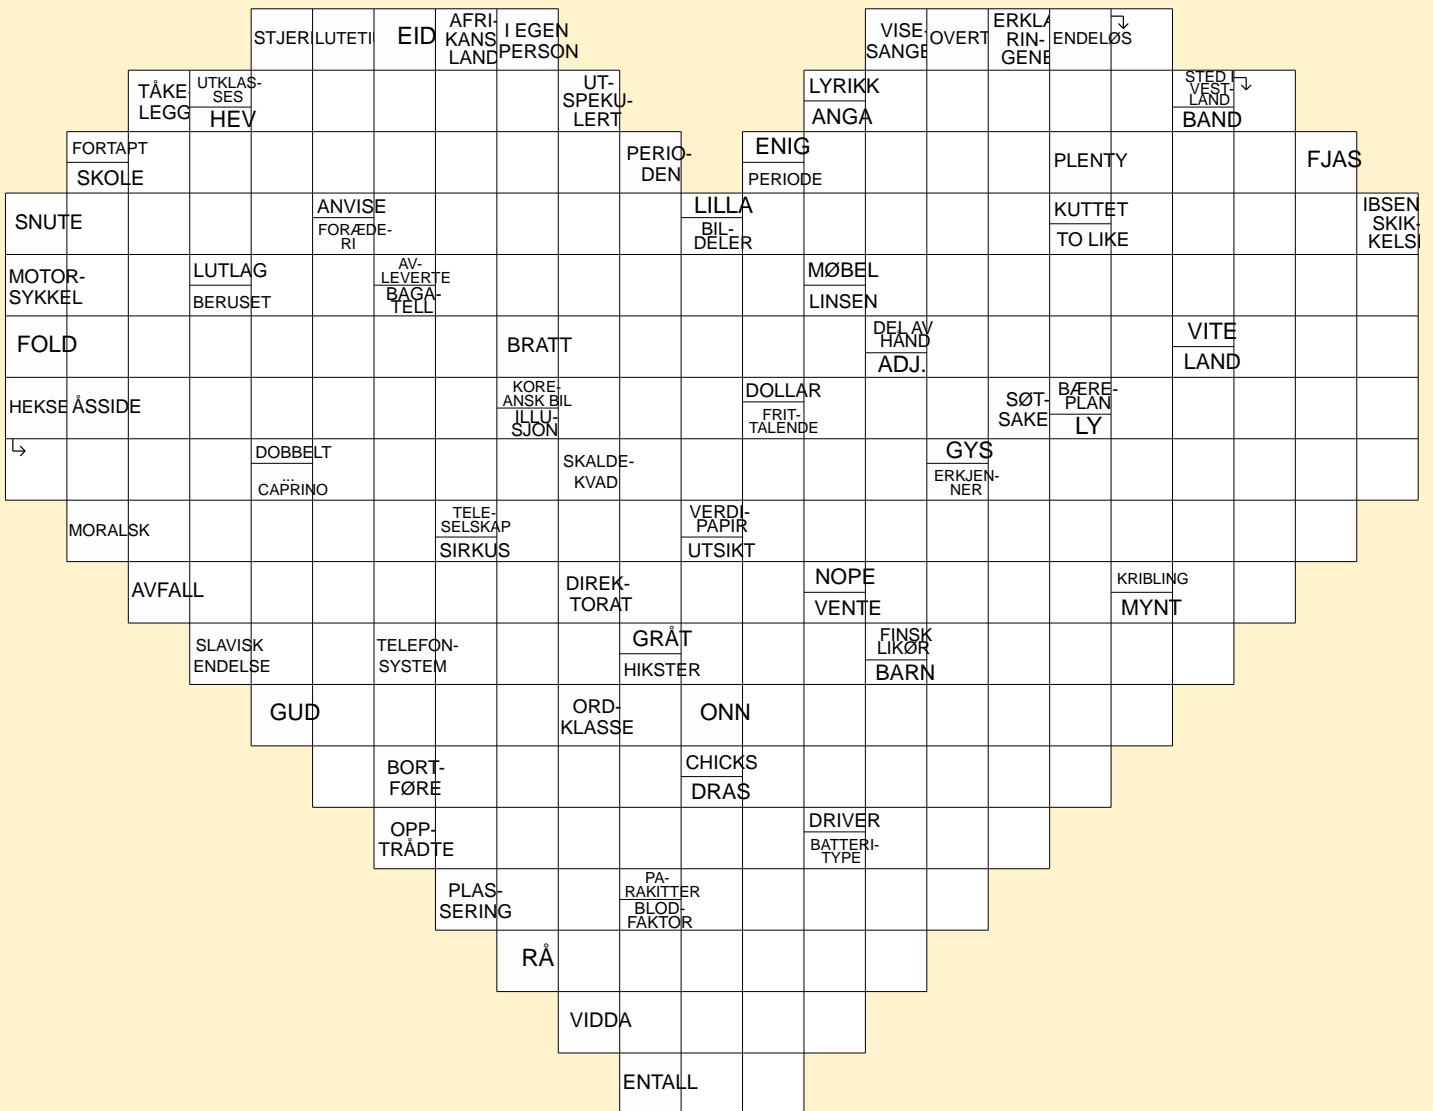 STJERI
LUTETI
EID
AFRI-
KANS
LAND
I EGEN
PERSON
VISE-
SANGE
OVERT
ERKLA
RIN-
GENE
ENDELØS
TÅKE
LEGG
UTKLAS-
SES
HEV
UT-
SPEKU-
LERT
LYRIKK
ANGA
STED I
VEST-
LAND
BAND
FORTAPT
SKOLE
PERIO-
DEN
ENIG
PERIODE
PLENTY
FJAS
SNUTE
ANVISE
FORÆDE-
RI
LILLA
BIL-
DELER
KUTTET
TO LIKE
IBSEN
SKIK-
KELSE
MOTOR-
SYKKEL
LUTLAG
BERUSET
AV-
LEVERTE
BAGA-
TELL
MØBEL
LINSEN
FOLD
BRATT
DEL AV
HÅND
ADJ.
VITE
LAND
HEKSE
ÅSSIDE
KORE-
ANSK BIL
ILLU-
SJON
DOLLAR
FRIT-
TALENDE
SØT-
SAKE
BÆRE-
PLAN
LY
DOBBELT
...
CAPRINO
SKALDE-
KVAD
GYS
ERKJEN-
NER
MORALSK
TELE-
SELSKAP
SIRKUS
VERDI-
PAPIR
UTSIKT
AVFALL
DIREK-
TORAT
NOPE
VENTE
KRIBLING
MYNT
SLAVISK
ENDELSE
TELEFON-
SYSTEM
GRÅT
HIKSTER
FINSK
LIKØR
BARN
GUD
ORD-
KLASSE
ONN
BORT-
FØRE
CHICKS
DRAS
OPP-
TRÅDTE
DRIVER
BATTERI-
TYPE
PLAS-
SERING
PA-
RAKITTER
BLOD-
FAKTOR
RÅ
VIDDA
ENTALL